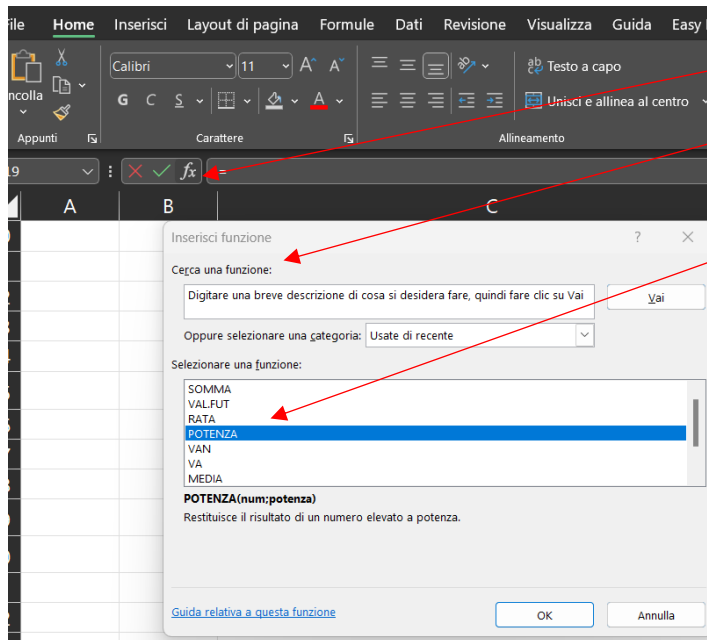 File Home Inserisci Layout di pagina Formule Dati Revisione Visualizza Guida Easy
Calibri 11 A A ab Testo a capo
G C S A Unisci e allinea al centro
Appunti Carattere Allineamento
fx =
A B C
Inserisci funzione ? ×
Cerca una funzione:
Digitare una breve descrizione di cosa si desidera fare, quindi fare clic su Vai Vai
Oppure selezionare una categoria: Usate di recente
Selezionare una funzione:
SOMMA
VAL.FUT
RATA
POTENZA
VAN
VA
MEDIA
POTENZA(num;potenza)
Restituisce il risultato di un numero elevato a potenza.
Guida relativa a questa funzione OK Annulla